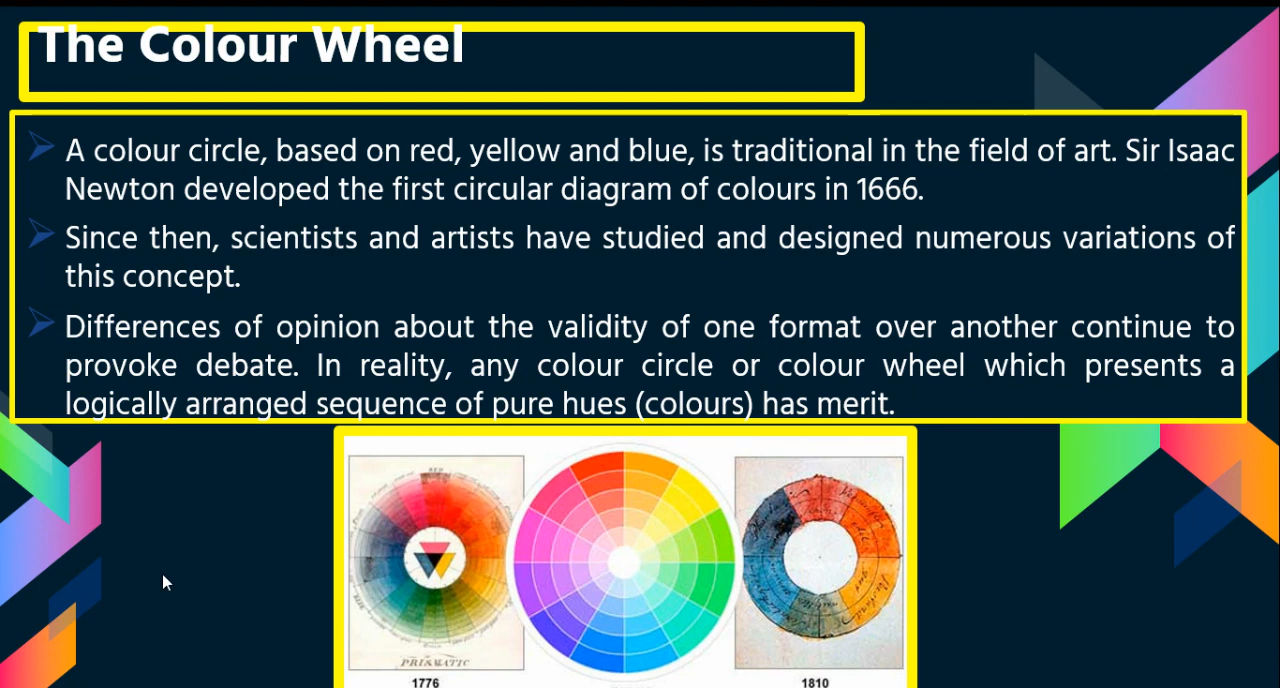 The Colour Wheel
A colour circle, based on red, yellow and blue, is traditional in the field of art. Sir Isaac
Newton developed the first circular diagram of colours in 1666.
Since then, scientists and artists have studied and designed numerous variations of
this concept.
Differences of opinion about the validity of one format over another continue to
provoke debate. In reality, any colour circle or colour wheel which presents a
logically arranged sequence of pure hues (colours) has merit.
RED
PRISMATIC
1776
1810